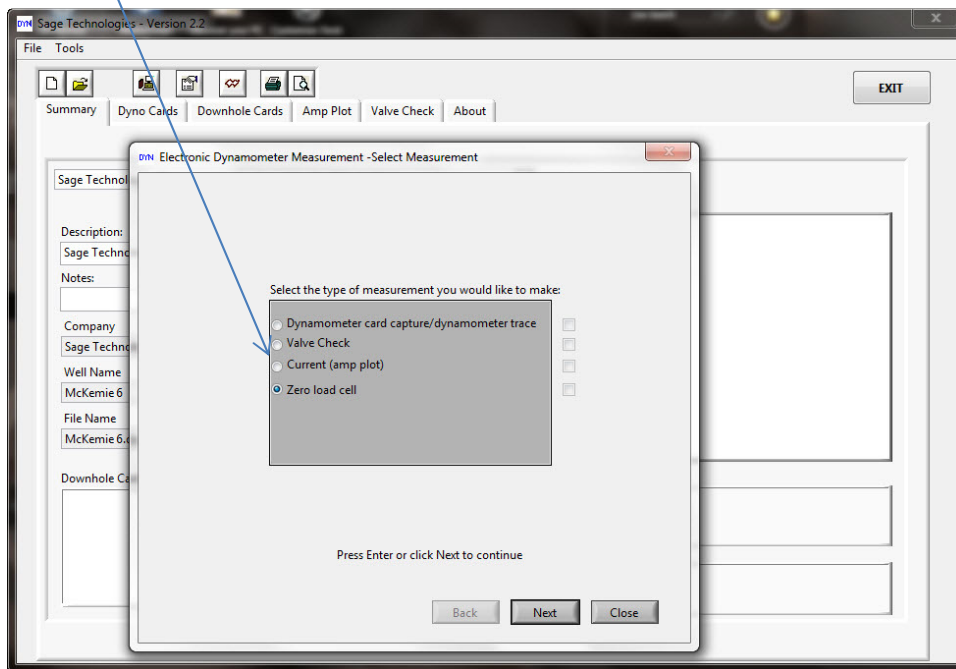 DYN Sage Technologies - Version 2.2
File Tools
EXIT
Summary Dyno Cards Downhole Cards Amp Plot Valve Check About
DYN Electronic Dynamometer Measurement -Select Measurement
Sage Technol
Description:
Sage Techno
Notes:
Company
Sage Techno
Well Name
McKemie 6
File Name
McKemie 6.
Downhole Ca
Select the type of measurement you would like to make:
Dynamometer card capture/dynamometer trace
Valve Check
Current (amp plot)
Zero load cell
Press Enter or click Next to continue
Back Next Close